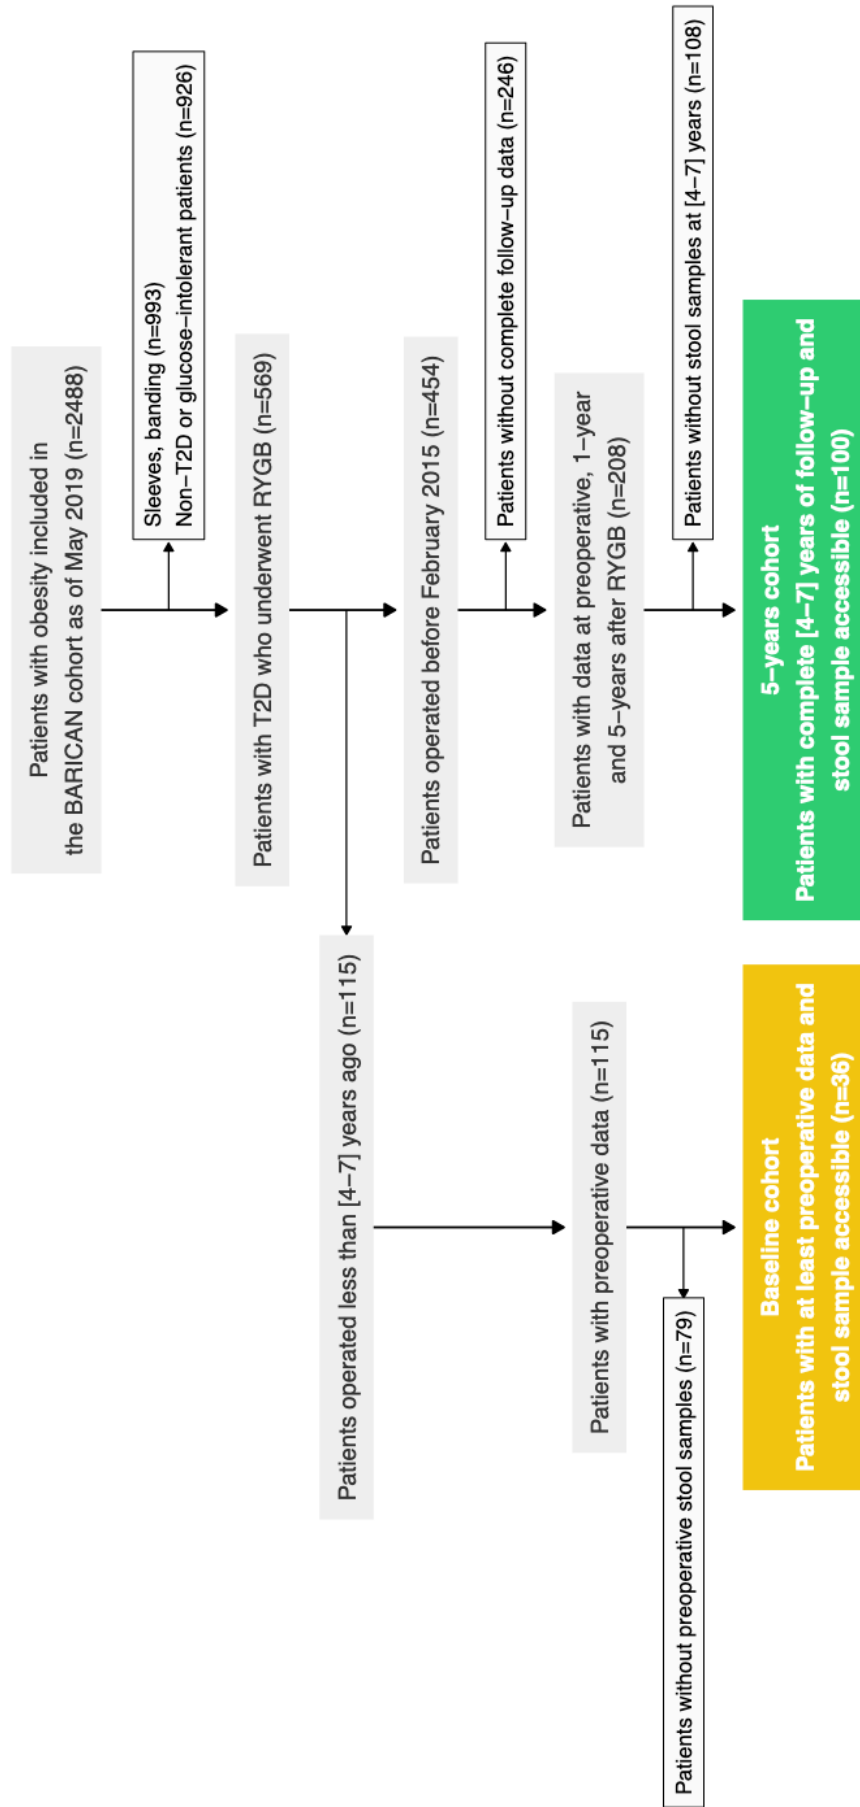 Patients with obesity included in
the BARICAN cohort as of May 2019 (n=2488)
Sleeves, banding (n=993)
Non−T2D or glucose−intolerant patients (n=926)
Patients with T2D who underwent RYGB (n=569)
Patients operated less than [4−7] years ago (n=115)
Patients operated before February 2015 (n=454)
Patients without complete follow−up data (n=246)
Patients with preoperative data (n=115)
Patients with data at preoperative, 1−year
and 5−years after RYGB (n=208)
Patients without preoperative stool samples (n=79)
Patients without stool samples at [4−7] years (n=108)
Baseline cohort
Patients with at least preoperative data and
stool sample accessible (n=36)
5−years cohort
Patients with complete [4−7] years of follow−up and
stool sample accessible (n=100)